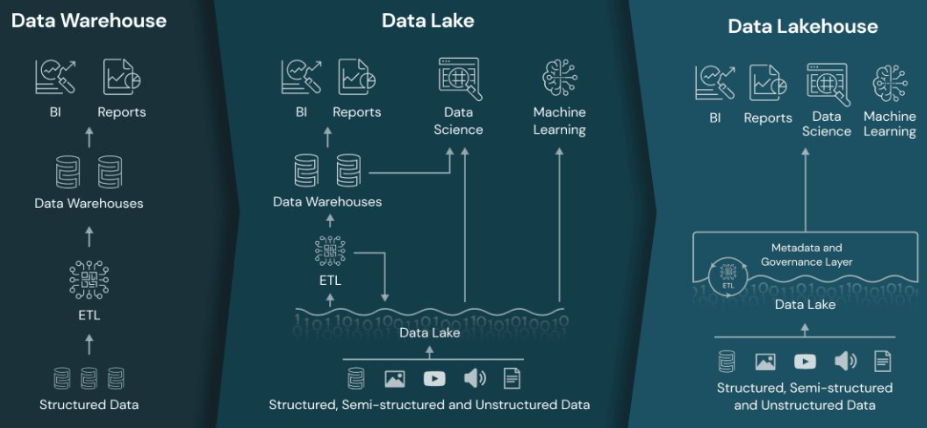 Data Warehouse
BI
Reports
Data Warehouses
ETL
Structured Data
Data Lake
BI
Reports
Data
Science
Machine
Learning
Data Warehouses
ETL
Data Lake
Structured, Semi-structured and Unstructured Data
Data Lakehouse
BI
Reports
Data
Science
Machine
Learning
Metadata and
Governance Layer
ETL
Data Lake
Structured, Semi-structured
and Unstructured Data